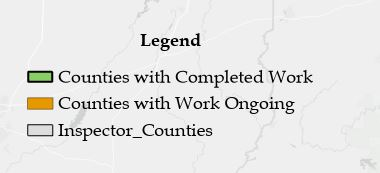 Legend
Counties with Completed Work
Counties with Work Ongoing
Inspector_Counties